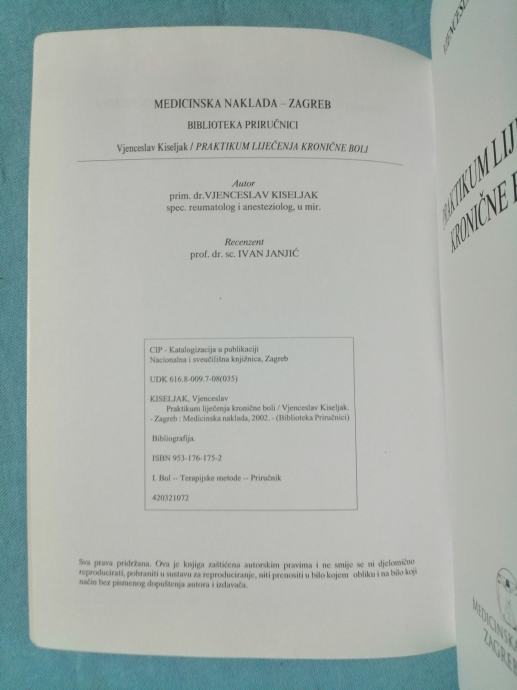 MEDICINSKA NAKLADA – ZAGREB
BIBLIOTEKA PRIRUČNICI
Vjenceslav Kiseljak / PRAKTIKUM LIJEČENJA KRONIČNE BOLI
Autor
prim. dr.VJENCESLAV KISELJAK
spec. reumatolog i anesteziolog, u mir.
Recenzent
prof. dr. sc. IVAN JANJIĆ
CIP - Katalogizacija u publikaciji
Nacionalna i sveučilišna knjižnica, Zagreb
UDK 616.8-009.7-08(035)
KISELJAK, Vjenceslav
Praktikum liječenja kronične boli / Vjenceslav Kiseljak.
- Zagreb : Medicinska naklada, 2002. - (Biblioteka Priručnici)
Bibliografija.
ISBN 953-176-175-2
I. Bol -- Terapijske metode -- Priručnik
420321072
Sva prava pridržana. Ova je knjiga zaštićena autorskim pravima i ne smije se ni djelomično
reproducirati, pohraniti u sustavu za reproduciranje, niti prenositi u bilo kojem obliku i na bilo koji
način bez pismenog dopuštenja autora i izdavača.
PRAKTIKUM
KRONIČNE
MEDICINSKA
ZAGREB